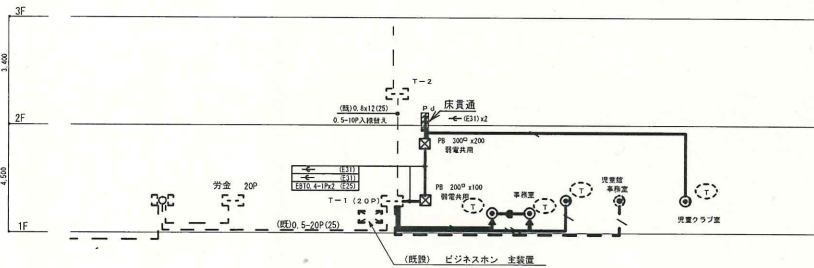 3F
3.400
T-2
Pd
床貫通
(E31)x2
(既)0.8x12(25)
0.5-10P入線替え
2F
PB 300□x200
弱電共用
4.500
(E31)
(E31)
EBT0.4-1Px2 (E25)
労金 20P
T-1(20P)
PB 200□x100
弱電共用
事務室
児童館
事務室
T
T
T
T
T
児童クラブ室
1F
(既)0.5-20P(25)
(既設) ビジネスホン 主装置